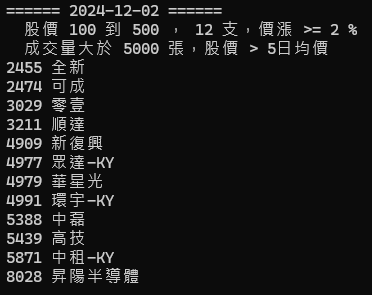 ====== 2024-12-02 ======
股價 100 到 500 , 12 支，價漲 >= 2 %
成交量大於 5000 張，股價 > 5日均價
2455 全新
2474 可成
3029 零壹
3211 順達
4909 新復興
4977 眾達-KY
4979 華星光
4991 環宇-KY
5388 中磊
5439 高技
5871 中租-KY
8028 昇陽半導體